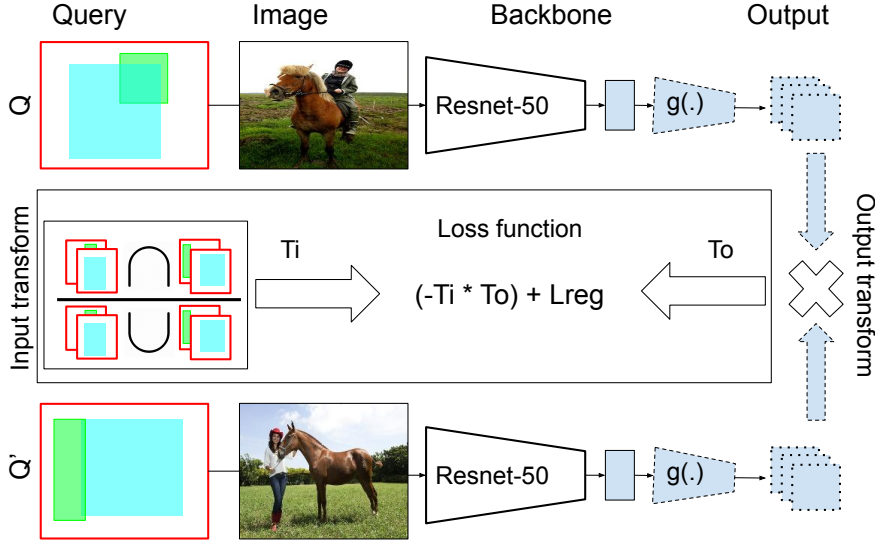 Query Image Backbone Output
Q
Resnet-50
g(.)
Input transform
Ti
Loss function
(-Ti * To) + Lreg
To
Output transform
Q'
Resnet-50
g(.)